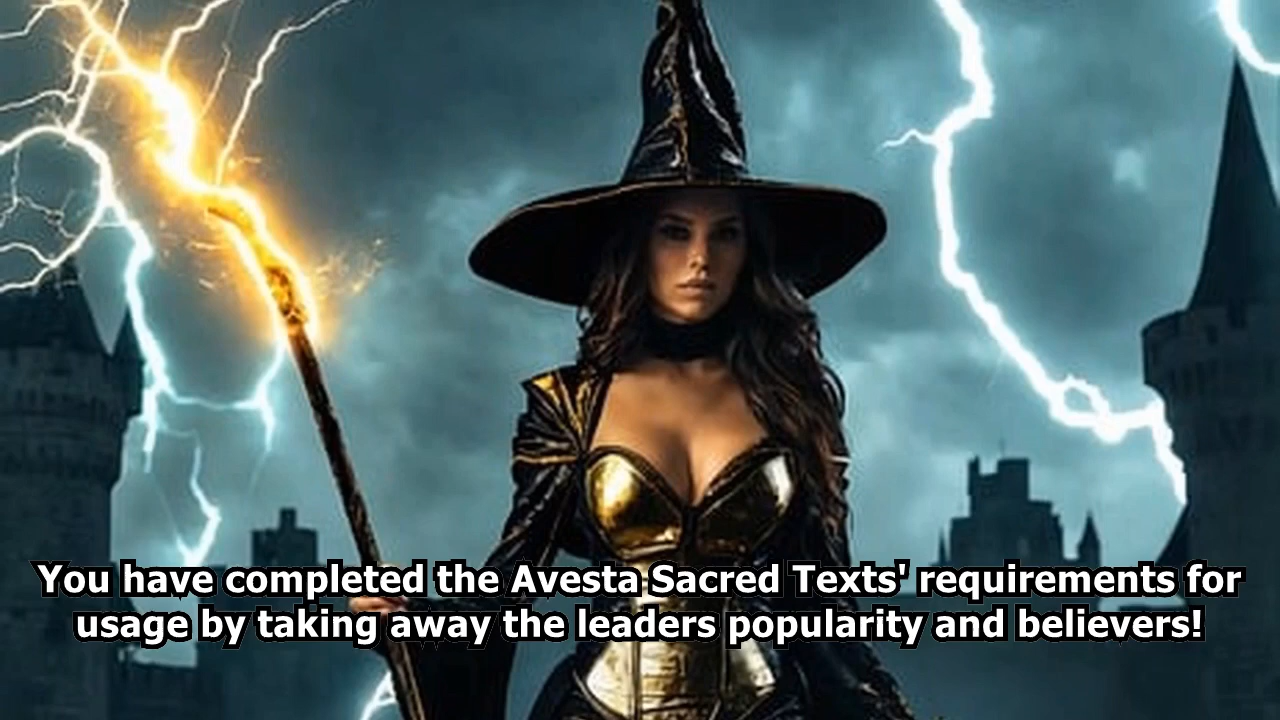 You have completed the Avesta Sacred Texts' requirements for
usage by taking away the leaders popularity and believers!